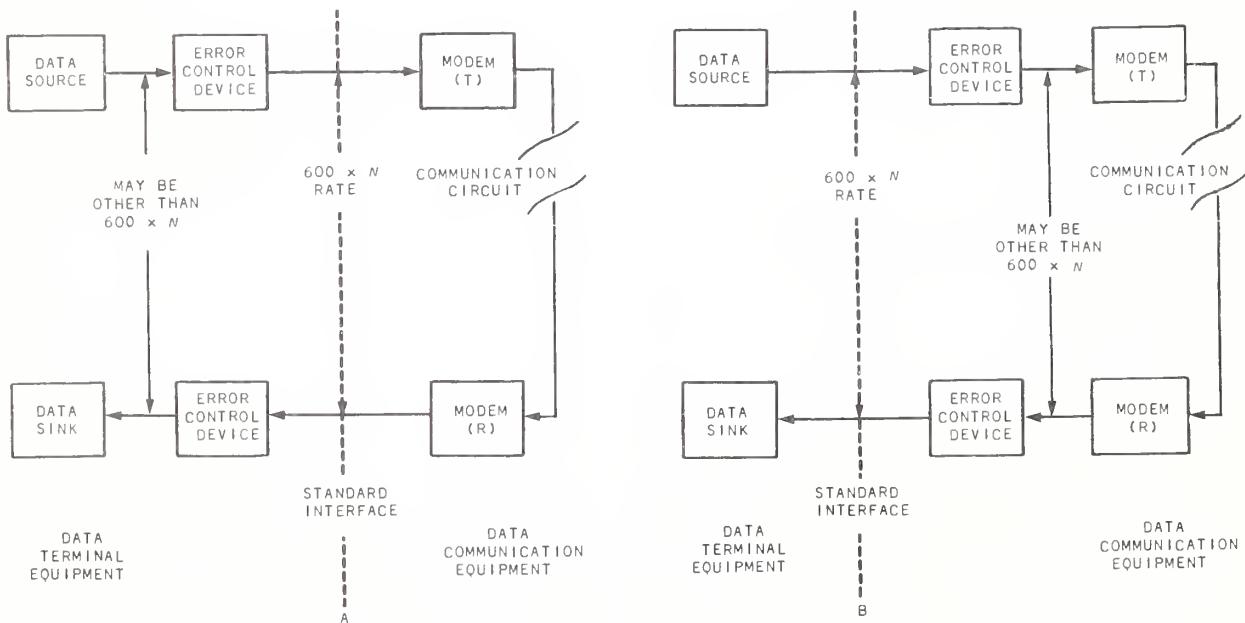 DATA
SOURCE
ERROR
CONTROL
DEVICE
MODEM
(T)
MAY BE
OTHER THAN
600 × N
600 × N
RATE
COMMUNICATION
CIRCUIT
DATA
SINK
ERROR
CONTROL
DEVICE
MODEM
(R)
STANDARD
INTERFACE
DATA
TERMINAL
EQUIPMENT
DATA
COMMUNICATION
EQUIPMENT
A
DATA
SOURCE
ERROR
CONTROL
DEVICE
MODEM
(T)
600 × N
RATE
COMMUNICATION
CIRCUIT
MAY BE
OTHER THAN
600 × N
DATA
SINK
ERROR
CONTROL
DEVICE
MODEM
(R)
STANDARD
INTERFACE
DATA
TERMINAL
EQUIPMENT
DATA
COMMUNICATION
EQUIPMENT
B